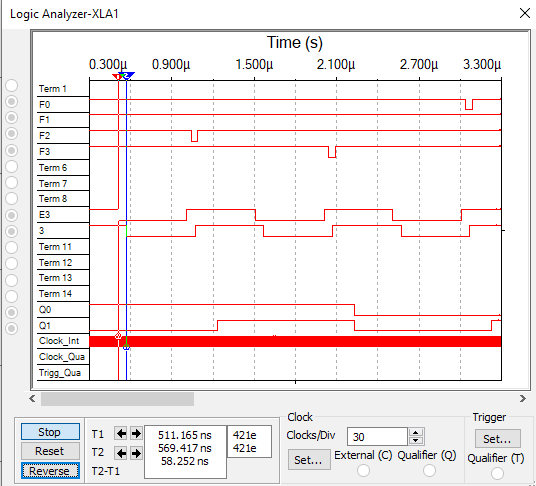 Logic Analyzer-XLA1
Time (s)
0.300μ 0.900μ 1.500μ 2.100μ 2.700μ 3.300μ
Term 1
F0
F1
F2
F3
Term 6
Term 7
Term 8
E3
3
Term 11
Term 12
Term 13
Term 14
Q0
Q1
Clock_Int
Clock_Qua
Trigg_Qua
Stop
Reset
Reverse
T1 511.165 ns 421e
T2 569.417 ns 421e
T2-T1 58.252 ns
Clock
Clocks/Div 30
Set... External (C) Qualifier (Q)
Trigger
Set...
Qualifier (T)